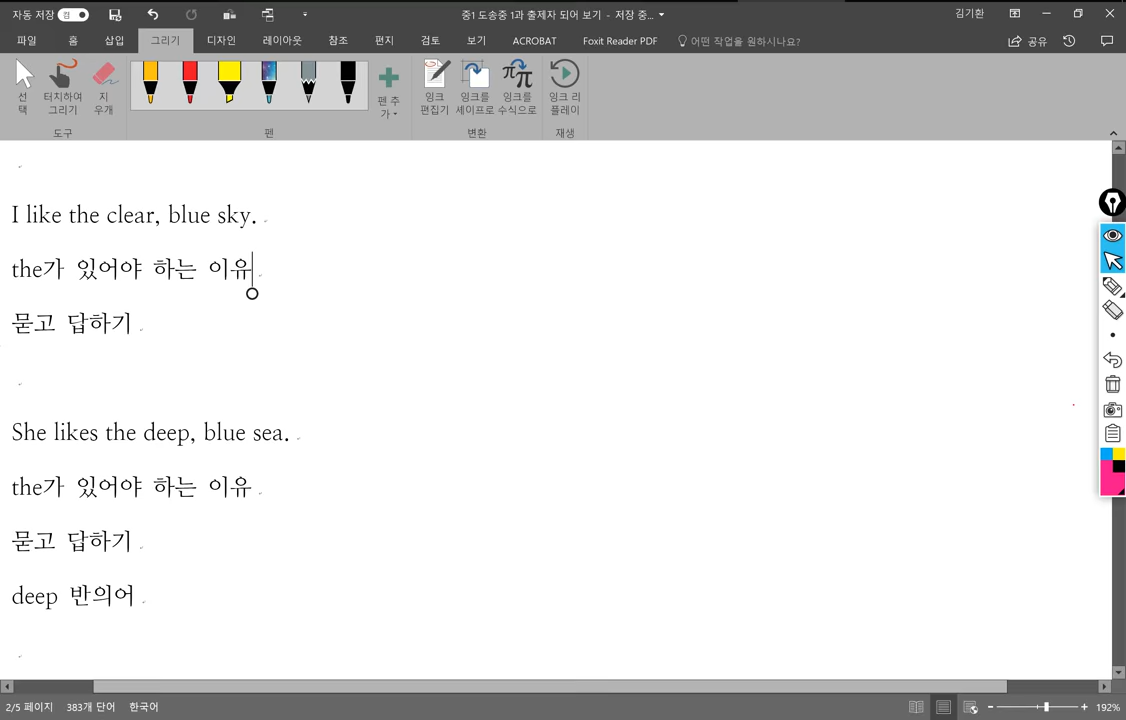 자동 저장 컴 중1 도송중 1과 출제자 되어 보기 - 저장 중... 김기환
파일 홈 삽입 그리기 디자인 레이아웃 참조 편지 검토 보기 ACROBAT Foxit Reader PDF 어떤 작업을 원하시나요? 공유
선택 터치하여 그리기 지우개 펜 추가 잉크 편집기 잉크를 셰이프로 잉크를 수식으로 잉크 리플레이
도구 펜 변환 재생
I like the clear, blue sky.
the가 있어야 하는 이유
묻고 답하기
She likes the deep, blue sea.
the가 있어야 하는 이유
묻고 답하기
deep 반의어
2/5 페이지 383개 단어 한국어 192%